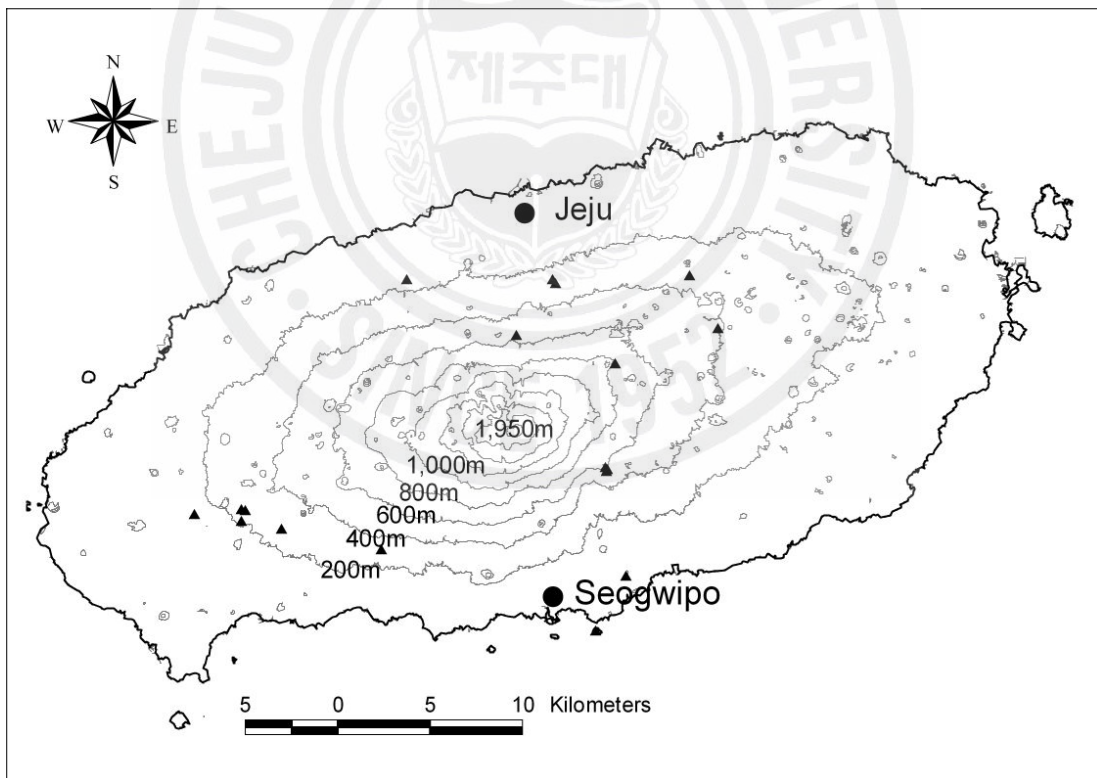 CHEJU
UNIVERSITY
제주대
N
W E
S
Jeju
SINCE 1952
1,950m
1,000m
800m
600m
400m
200m
Seogwipo
5 0 5 10 Kilometers